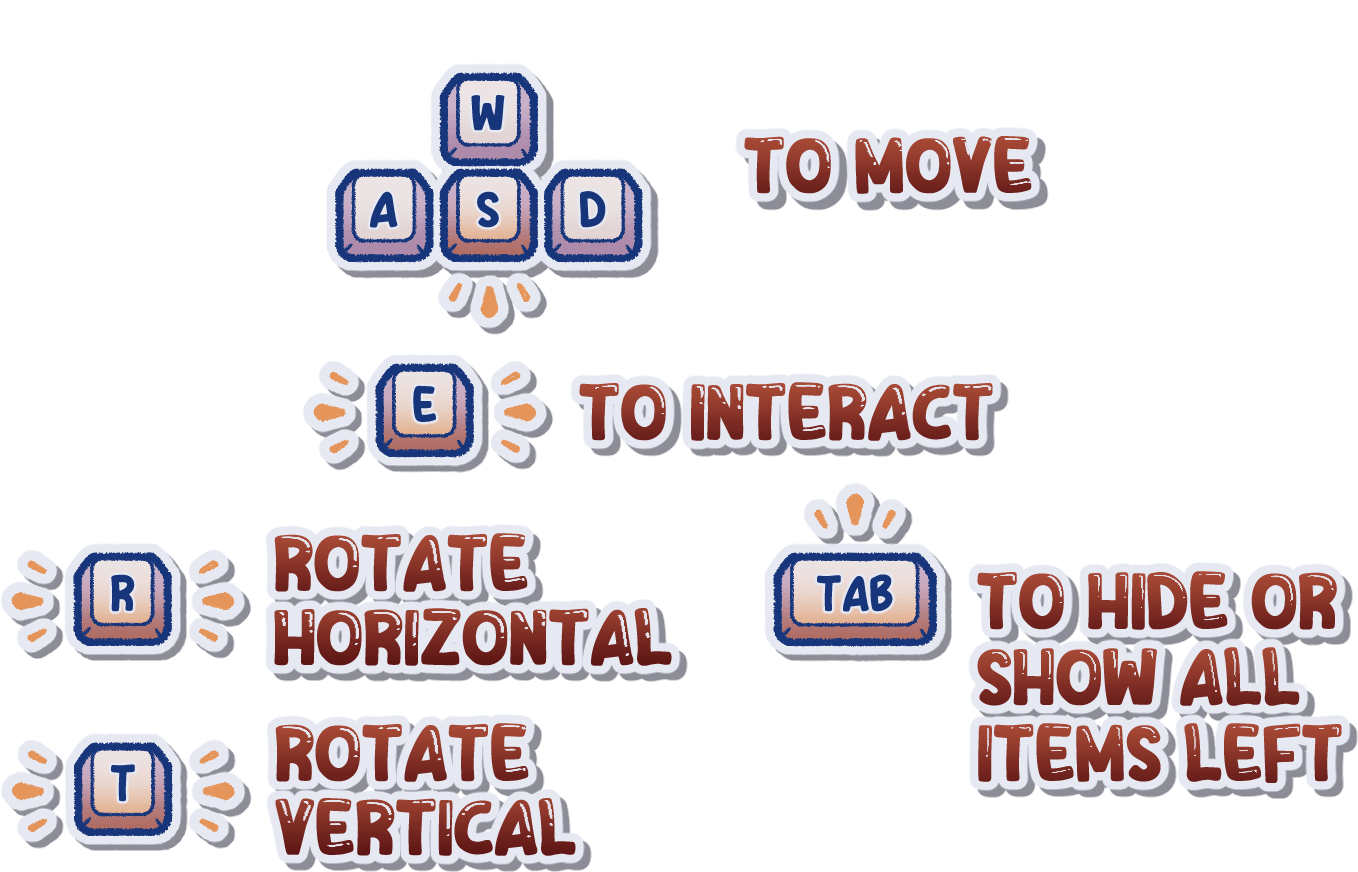 W
A S D
TO MOVE
E
TO INTERACT
R
ROTATE
HORIZONTAL
TAB
TO HIDE OR
SHOW ALL
ITEMS LEFT
T
ROTATE
VERTICAL